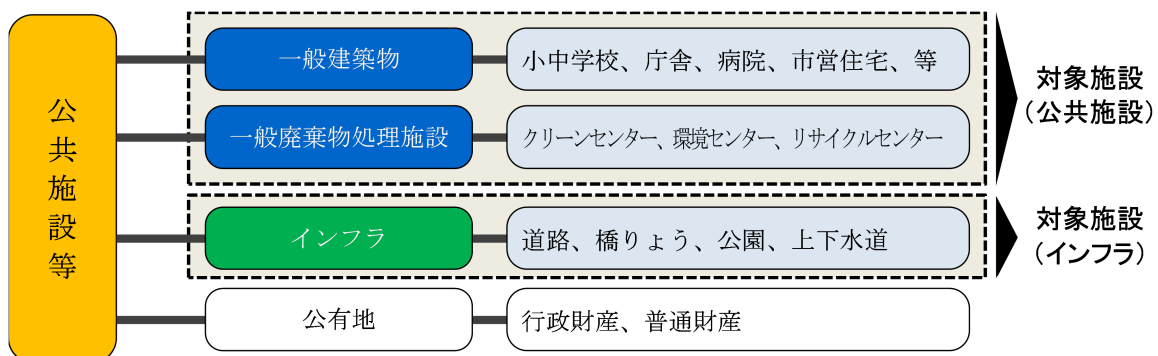 公共施設等
一般建築物
小中学校、庁舎、病院、市営住宅、等
一般廃棄物処理施設
クリーンセンター、環境センター、リサイクルセンター
対象施設
（公共施設）
インフラ
道路、橋りょう、公園、上下水道
対象施設
（インフラ）
公有地
行政財産、普通財産